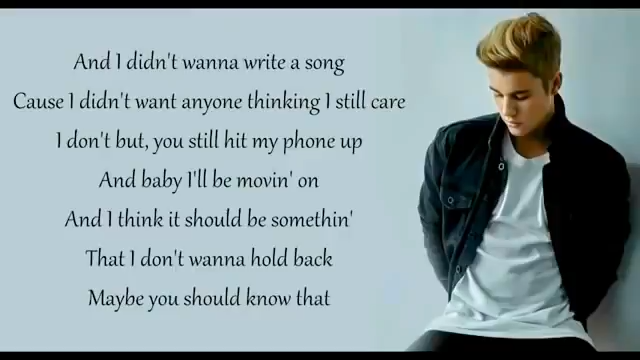 And I didn't wanna write a song
Cause I didn't want anyone thinking I still care
I don't but, you still hit my phone up
And baby I'll be movin' on
And I think it should be somethin'
That I don't wanna hold back
Maybe you should know that